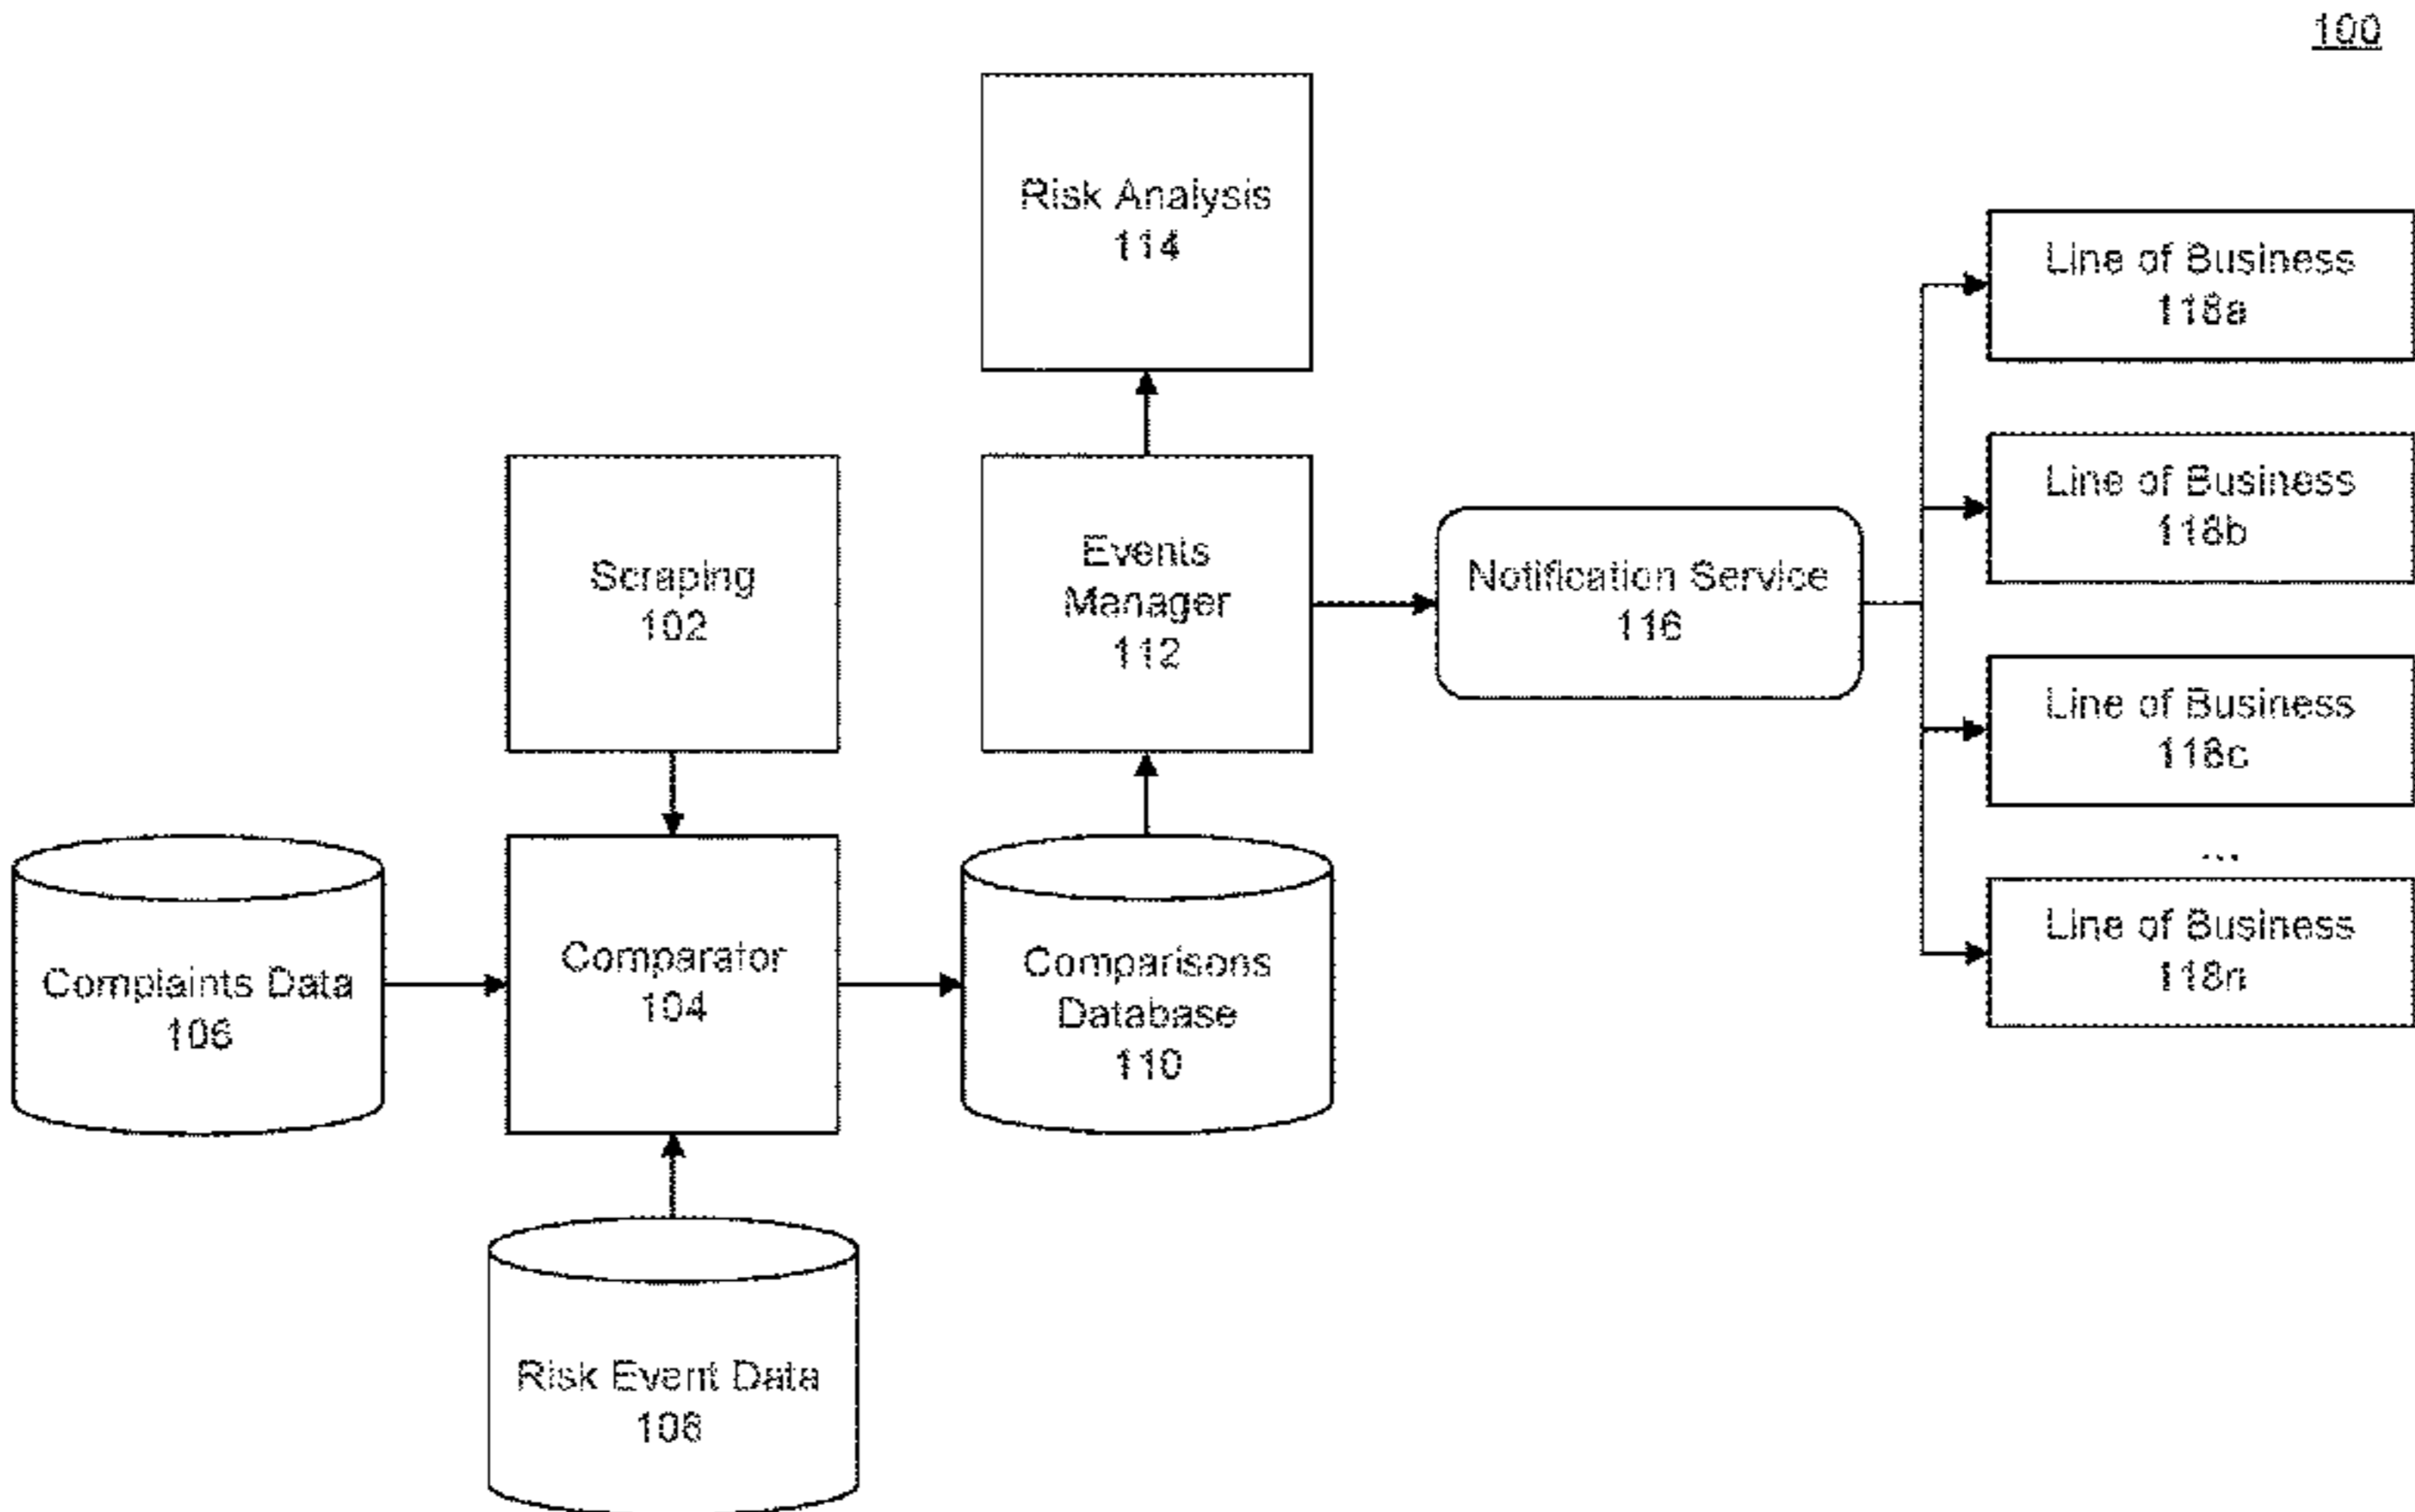 100
Risk Analysis
114
Line of Business
118a
Line of Business
118b
Scraping
102
Events
Manager
112
Notification Service
116
Line of Business
118c
...
Line of Business
118n
Complaints Data
106
Comparator
104
Comparisons
Database
110
Risk Event Data
108